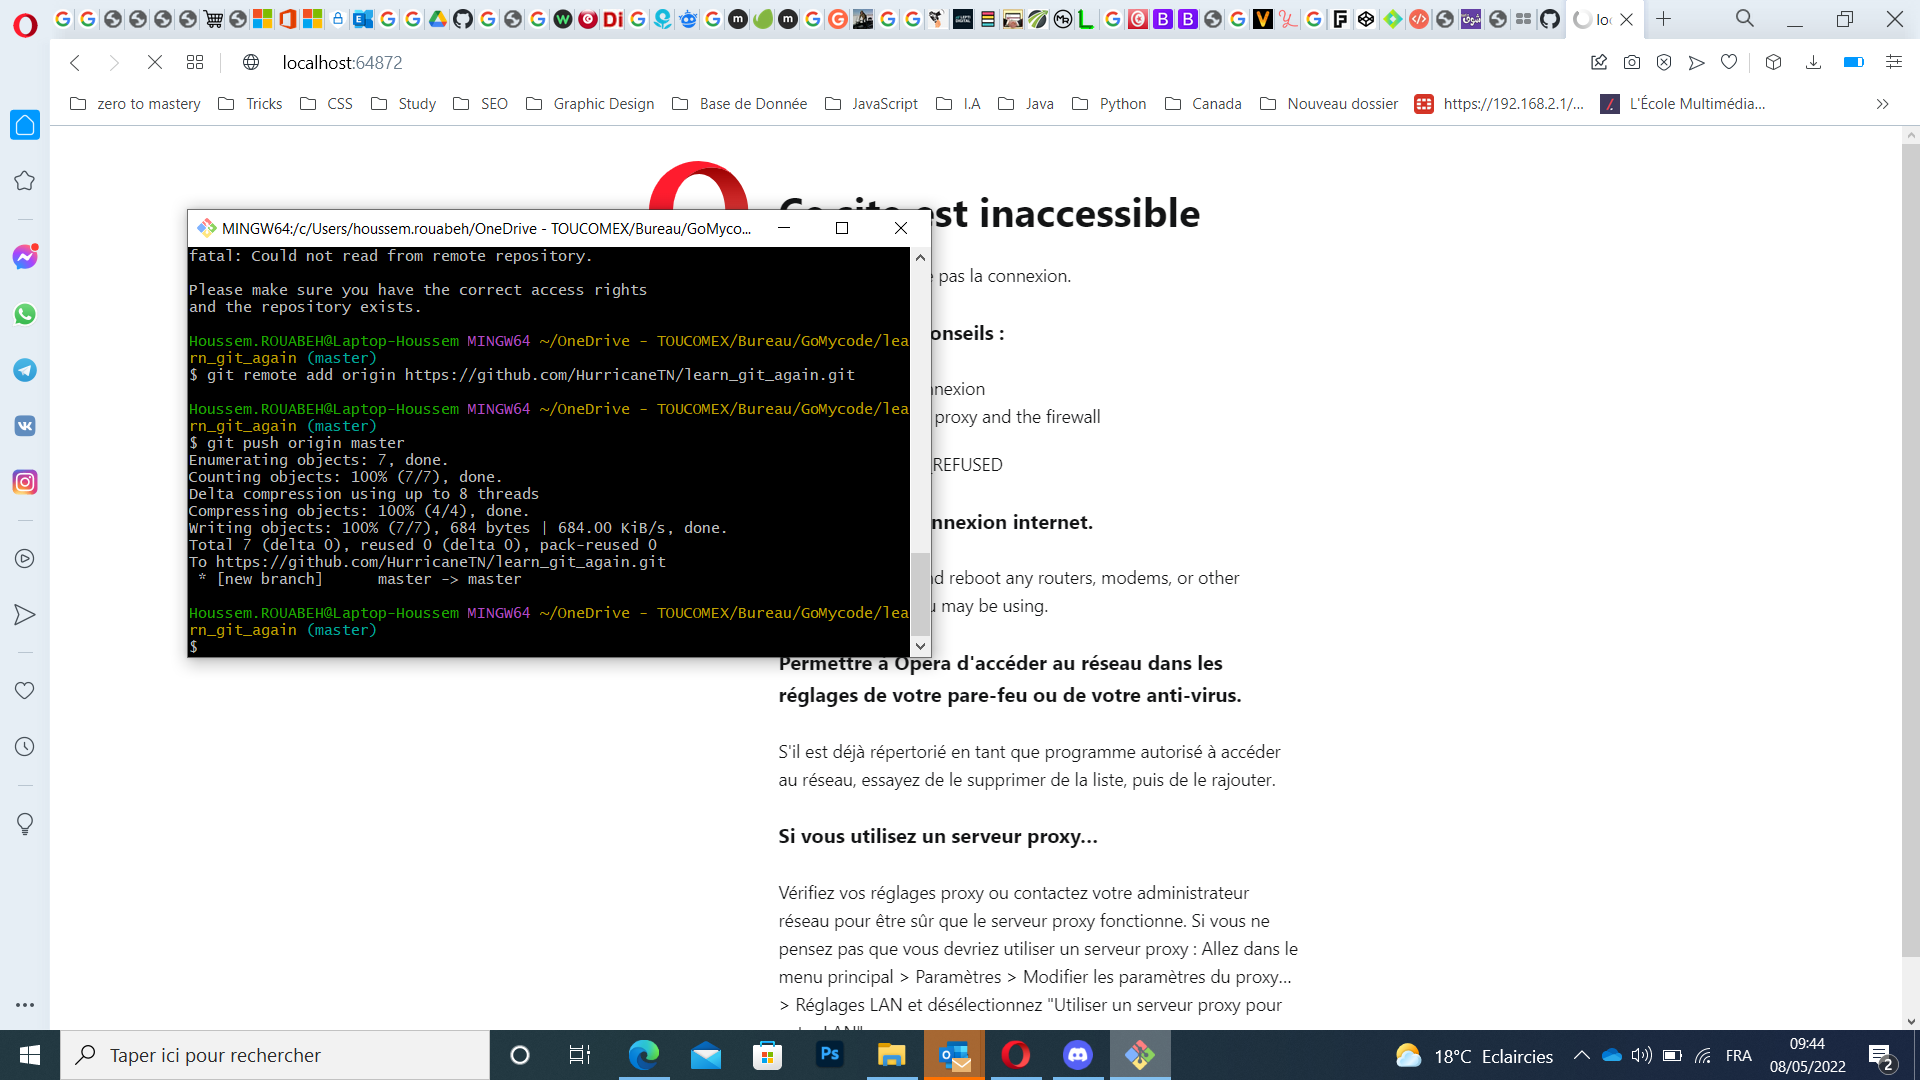 localhost:64872
zero to mastery
Tricks
CSS
Study
SEO
Graphic Design
Base de Donnée
JavaScript
I.A
Java
Python
Canada
Nouveau dossier
https://192.168.2.1/...
L'École Multimédia...
est inaccessible
pas la connexion.
onseils :
nexion
proxy and the firewall
REFUSED
nnexion internet.
d reboot any routers, modems, or other
may be using.
Permettre à Opera d'accéder au réseau dans les
réglages de votre pare-feu ou de votre anti-virus.
S'il est déjà répertorié en tant que programme autorisé à accéder
au réseau, essayez de le supprimer de la liste, puis de le rajouter.
Si vous utilisez un serveur proxy...
Vérifiez vos réglages proxy ou contactez votre administrateur
réseau pour être sûr que le serveur proxy fonctionne. Si vous ne
pensez pas que vous devriez utiliser un serveur proxy : Allez dans le
menu principal > Paramètres > Modifier les paramètres du proxy...
> Réglages LAN et désélectionnez "Utiliser un serveur proxy pour
MINGW64:/c/Users/houssem.rouabeh/OneDrive - TOUCOMEX/Bureau/GoMyco...
fatal: Could not read from remote repository.
Please make sure you have the correct access rights
and the repository exists.
Houssem.ROUABEH@Laptop-Houssem MINGW64 ~/OneDrive - TOUCOMEX/Bureau/GoMycode/lea
rn_git_again (master)
$ git remote add origin https://github.com/HurricaneTN/learn_git_again.git
Houssem.ROUABEH@Laptop-Houssem MINGW64 ~/OneDrive - TOUCOMEX/Bureau/GoMycode/lea
rn_git_again (master)
$ git push origin master
Enumerating objects: 7, done.
Counting objects: 100% (7/7), done.
Delta compression using up to 8 threads
Compressing objects: 100% (4/4), done.
Writing objects: 100% (7/7), 684 bytes | 684.00 KiB/s, done.
Total 7 (delta 0), reused 0 (delta 0), pack-reused 0
To https://github.com/HurricaneTN/learn_git_again.git
* [new branch] master -> master
Houssem.ROUABEH@Laptop-Houssem MINGW64 ~/OneDrive - TOUCOMEX/Bureau/GoMycode/lea
rn_git_again (master)
$
Taper ici pour rechercher
Ps
18°C Eclaircies
FRA
09:44
08/05/2022
2